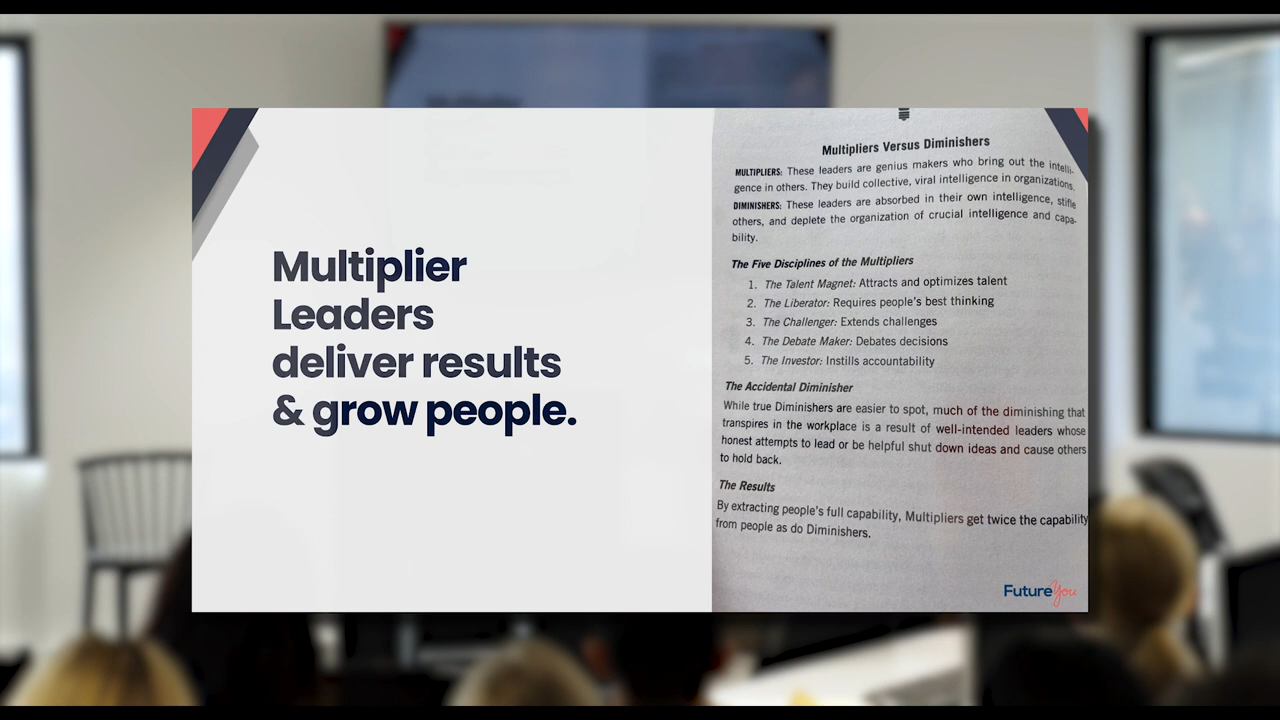 Multiplier
Leaders
deliver results
& grow people.
Multipliers Versus Diminishers
MULTIPLIERS: These leaders are genius makers who bring out the intelli-
gence in others. They build collective, viral intelligence in organizations.
DIMINISHERS: These leaders are absorbed in their own intelligence, stifle
others, and deplete the organization of crucial intelligence and capa-
bility.
The Five Disciplines of the Multipliers
1. The Talent Magnet: Attracts and optimizes talent
2. The Liberator: Requires people's best thinking
3. The Challenger: Extends challenges
4. The Debate Maker: Debates decisions
5. The Investor: Instills accountability
The Accidental Diminisher
While true Diminishers are easier to spot, much of the diminishing that
transpires in the workplace is a result of well-intended leaders whose
honest attempts to lead or be helpful shut down ideas and cause others
to hold back.
The Results
By extracting people's full capability, Multipliers get twice the capability
from people as do Diminishers.
FutureYou